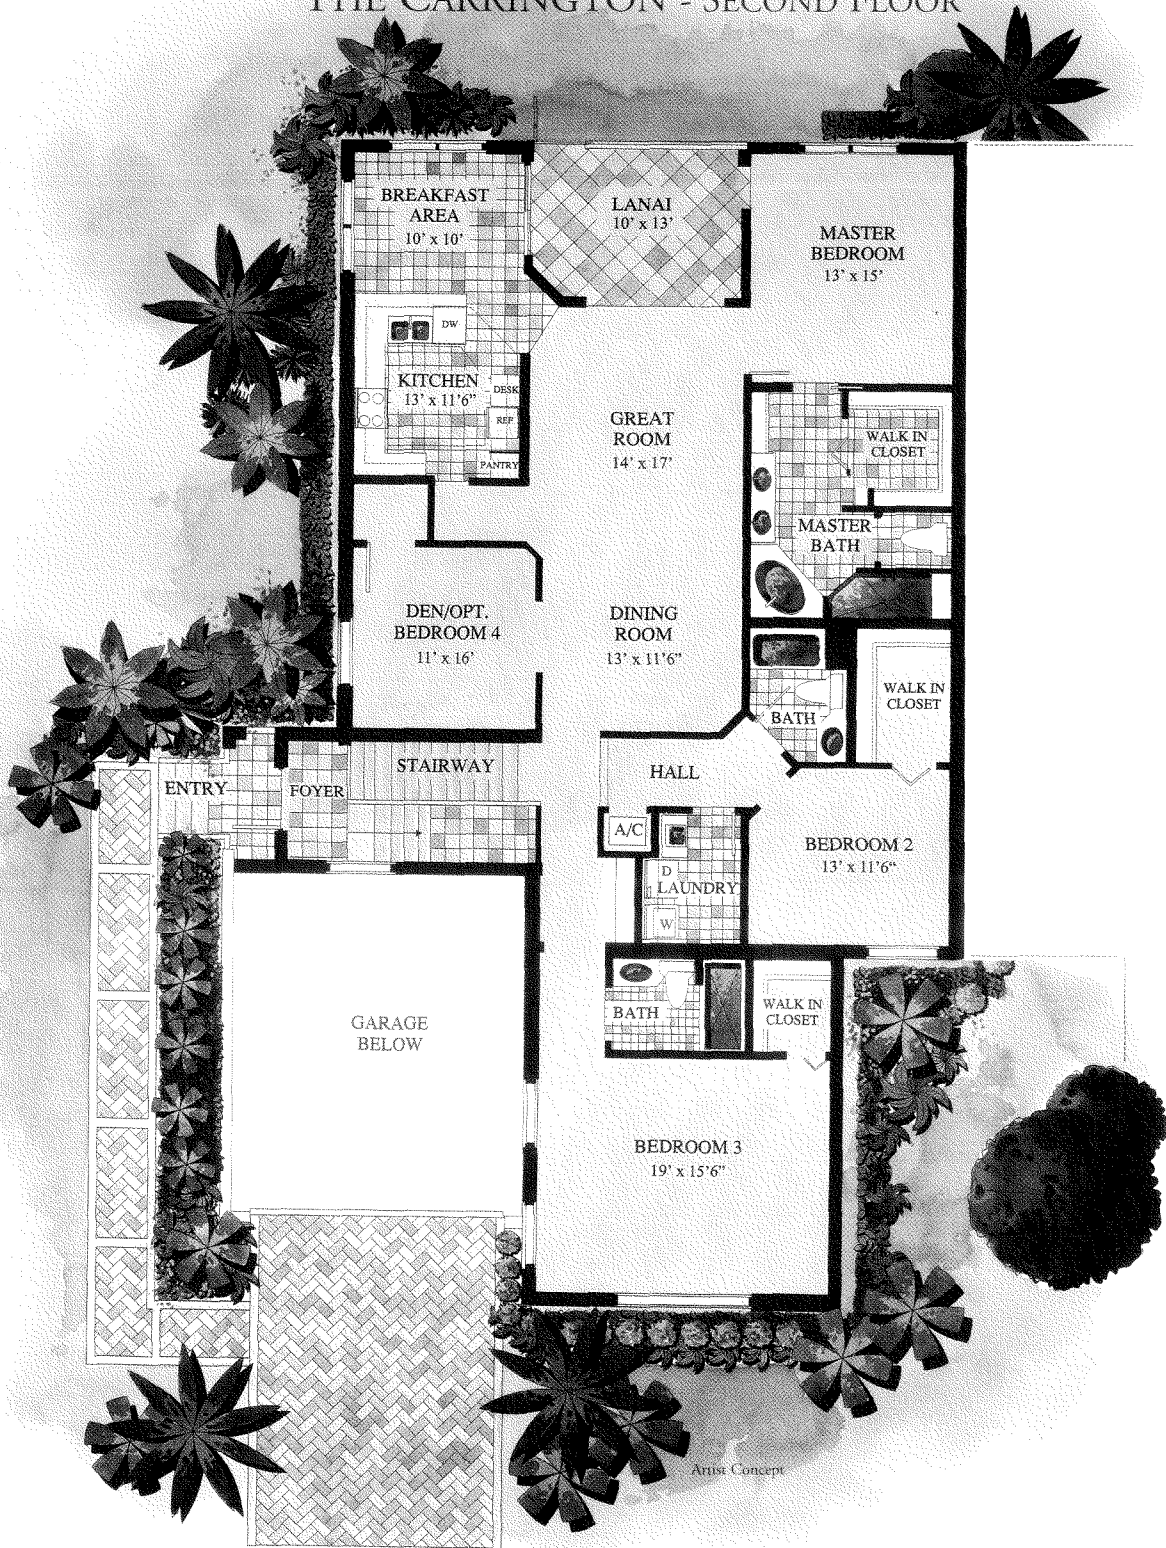 THE CARRINGTON - SECOND FLOOR
BREAKFAST
AREA
10' x 10'
LANAI
10' x 13'
MASTER
BEDROOM
13' x 15'
DW
KITCHEN
13' x 11'6"
DESK
REF
PANTRY
GREAT
ROOM
14' x 17'
WALK IN
CLOSET
MASTER
BATH
DEN/OPT.
BEDROOM 4
11' x 16'
DINING
ROOM
13' x 11'6"
WALK IN
CLOSET
BATH
ENTRY
FOYER
STAIRWAY
HALL
A/C
D
LAUNDRY
W
BEDROOM 2
13' x 11'6"
GARAGE
BELOW
BATH
WALK IN
CLOSET
BEDROOM 3
19' x 15'6"
Artist Concept